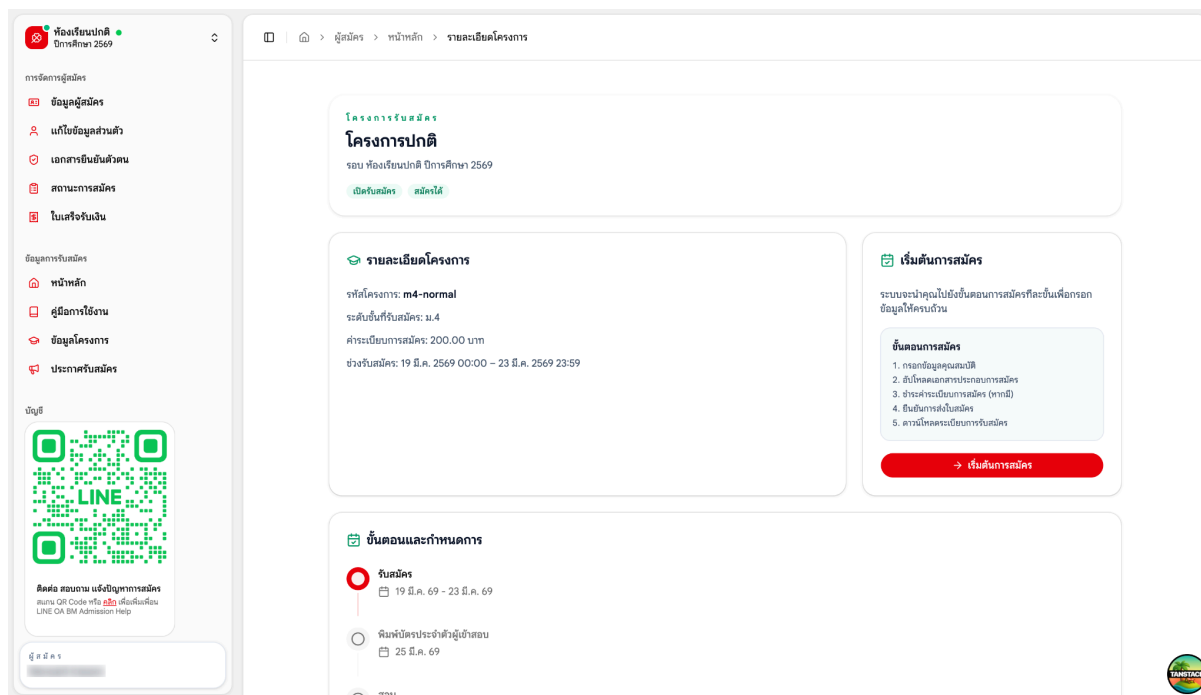 ห้องเรียนปกติ
ปีการศึกษา 2569
การจัดการผู้สมัคร
ข้อมูลผู้สมัคร
แก้ไขข้อมูลส่วนตัว
เอกสารยืนยันตัวตน
สถานะการสมัคร
ใบเสร็จรับเงิน
ข้อมูลการรับสมัคร
หน้าหลัก
คู่มือการใช้งาน
ข้อมูลโครงการ
ประกาศรับสมัคร
บัญชี
LINE
ติดต่อ สอบถาม แจ้งปัญหาการสมัคร
สแกน QR Code หรือ คลิก เพื่อเพิ่มเพื่อน
LINE OA BM Admission Help
ผู้สมัคร
ผู้สมัคร > หน้าหลัก > รายละเอียดโครงการ
โครงการรับสมัคร
โครงการปกติ
รอบ ห้องเรียนปกติ ปีการศึกษา 2569
เปิดรับสมัคร สมัครได้
รายละเอียดโครงการ
รหัสโครงการ: m4-normal
ระดับชั้นที่รับสมัคร: ม.4
ค่าระเบียบการสมัคร: 200.00 บาท
ช่วงรับสมัคร: 19 มี.ค. 2569 00:00 – 23 มี.ค. 2569 23:59
เริ่มต้นการสมัคร
ระบบจะนำคุณไปยังขั้นตอนการสมัครทีละขั้นเพื่อกรอก
ข้อมูลให้ครบถ้วน
ขั้นตอนการสมัคร
1. กรอกข้อมูลคุณสมบัติ
2. อัปโหลดเอกสารประกอบการสมัคร
3. ชำระค่าระเบียบการสมัคร (หากมี)
4. ยืนยันการส่งใบสมัคร
5. ดาวน์โหลดระเบียบการรับสมัคร
→ เริ่มต้นการสมัคร
ขั้นตอนและกำหนดการ
รับสมัคร
19 มี.ค. 69 - 23 มี.ค. 69
พิมพ์บัตรประจำตัวผู้เข้าสอบ
25 มี.ค. 69
สอบ
TANSTACK